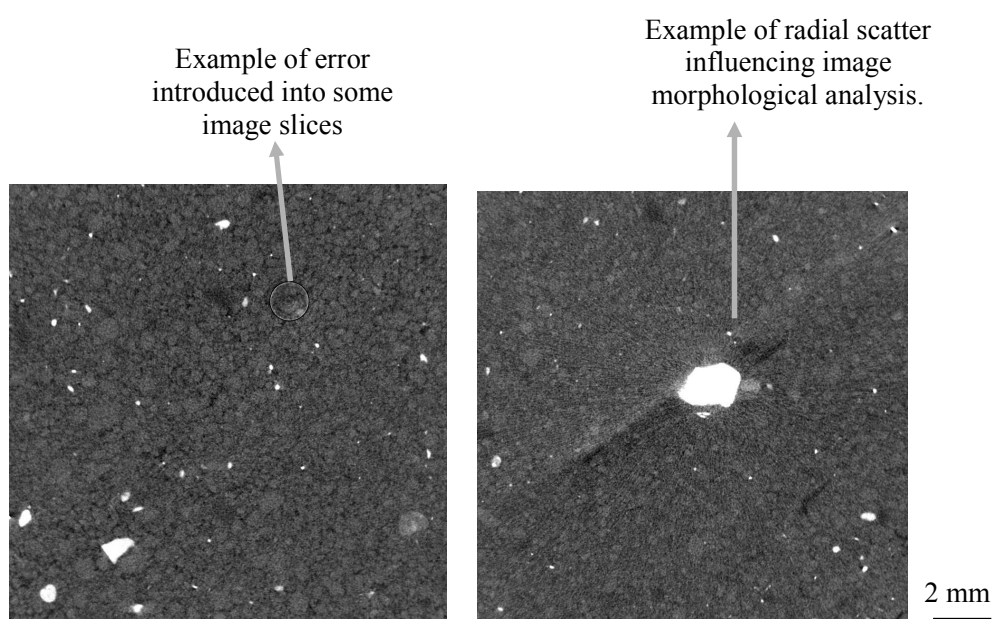 Example of error
introduced into some
image slices
Example of radial scatter
influencing image
morphological analysis.
2 mm